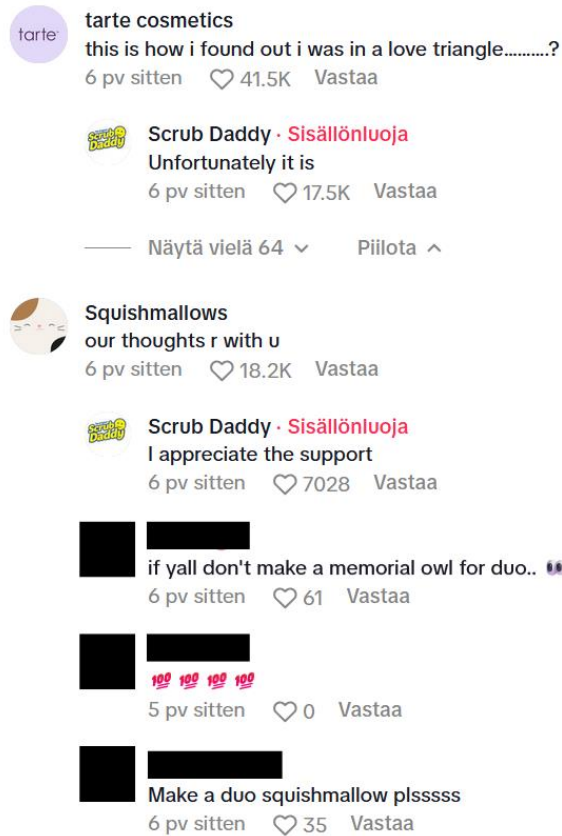 tarte
tarte cosmetics
this is how i found out i was in a love triangle..........?
6 pv sitten 41.5K Vastaa
Scrub Daddy
Scrub Daddy · Sisällönluoja
Unfortunately it is
6 pv sitten 17.5K Vastaa
Näytä vielä 64 Piilota
Squishmallows
our thoughts r with u
6 pv sitten 18.2K Vastaa
Scrub Daddy
Scrub Daddy · Sisällönluoja
I appreciate the support
6 pv sitten 7028 Vastaa
if yall don't make a memorial owl for duo.. 👀
6 pv sitten 61 Vastaa
💯 💯 💯 💯
5 pv sitten 0 Vastaa
Make a duo squishmallow plsssss
6 pv sitten 35 Vastaa